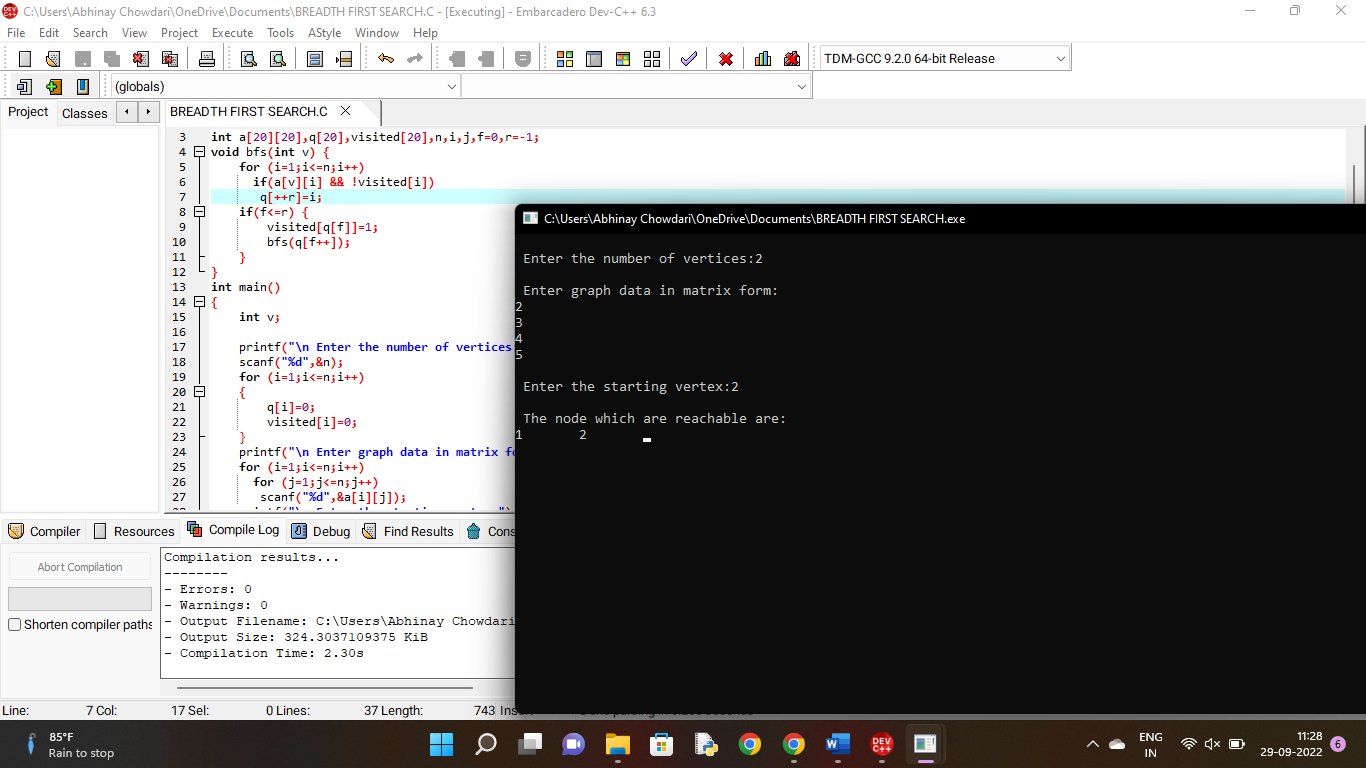 C:\Users\Abhinay Chowdari\OneDrive\Documents\BREADTH FIRST SEARCH.C - [Executing] - Embarcadero Dev-C++ 6.3
File Edit Search View Project Execute Tools AStyle Window Help
TDM-GCC 9.2.0 64-bit Release
(globals)
Project Classes
BREADTH FIRST SEARCH.C
3 int a[20][20],q[20],visited[20],n,i,j,f=0,r=-1;
4 void bfs(int v) {
5 for (i=1;i<=n;i++)
6 if(a[v][i] && !visited[i])
7 q[++r]=i;
8 if(f<=r) {
9 visited[q[f]]=1;
10 bfs(q[f++]);
11 }
12 }
13 int main()
14 {
15 int v;
16
17 printf("\n Enter the number of vertices
18 scanf("%d",&n);
19 for (i=1;i<=n;i++)
20 {
21 q[i]=0;
22 visited[i]=0;
23 }
24 printf("\n Enter graph data in matrix fo
25 for (i=1;i<=n;i++)
26 for (j=1;j<=n;j++)
27 scanf("%d",&a[i][j]);
C:\Users\Abhinay Chowdari\OneDrive\Documents\BREADTH FIRST SEARCH.exe
Enter the number of vertices:2
Enter graph data in matrix form:
2
3
4
5
Enter the starting vertex:2
The node which are reachable are:
1 2
Compiler Resources Compile Log Debug Find Results Cons
Abort Compilation
Shorten compiler paths
Compilation results...
--------
- Errors: 0
- Warnings: 0
- Output Filename: C:\Users\Abhinay Chowdari
- Output Size: 324.3037109375 KiB
- Compilation Time: 2.30s
Line: 7 Col: 17 Sel: 0 Lines: 37 Length: 743 Inser
85°F
Rain to stop
ENG
IN
11:28
29-09-2022
6